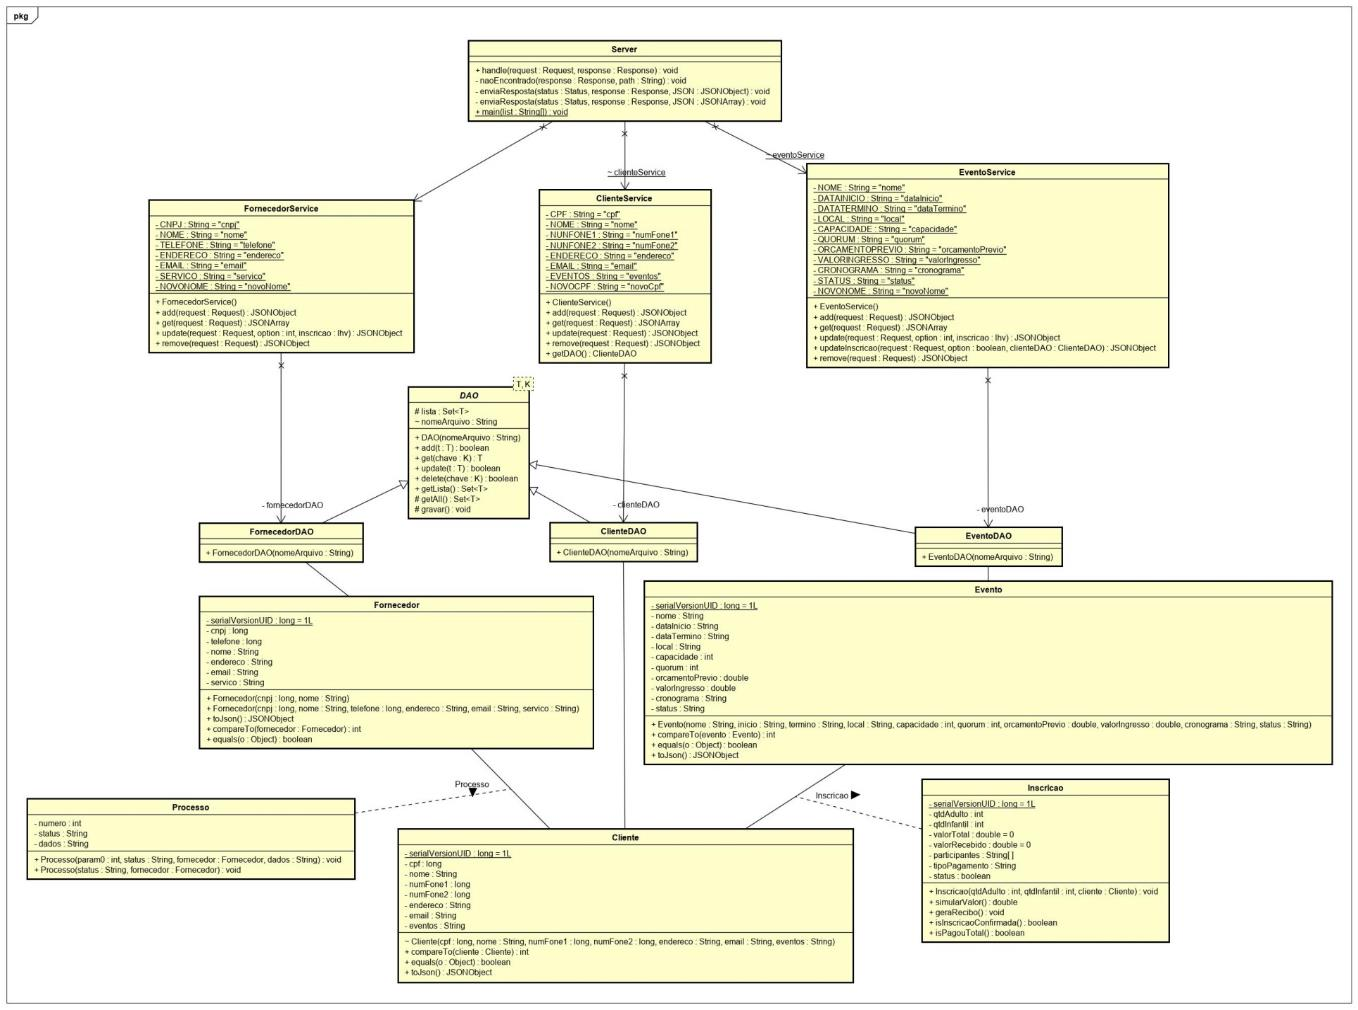 pkg
Server
+ handle(request : Request, response : Response) : void
- naoEncontrado(response : Response, path : String) : void
- enviaResposta(status : Status, response : Response, JSON : JSONObject) : void
- enviaResposta(status : Status, response : Response, JSON : JSONArray) : void
+ main(list : String[]) : void
~ clienteService
~ eventoService
FornecedorService
- CNPJ : String = "cnpj"
- NOME : String = "nome"
- TELEFONE : String = "telefone"
- ENDERECO : String = "endereco"
- EMAIL : String = "email"
- SERVICO : String = "servico"
- NOVONOME : String = "novoNome"
+ FornecedorService()
+ add(request : Request) : JSONObject
+ get(request : Request) : JSONArray
+ update(request : Request, option : int, inscricao : Ihv) : JSONObject
+ remove(request : Request) : JSONObject
ClienteService
- CPF : String = "cpf"
- NOME : String = "nome"
- NUNFONE1 : String = "numFone1"
- NUNFONE2 : String = "numFone2"
- ENDERECO : String = "endereco"
- EMAIL : String = "email"
- EVENTOS : String = "eventos"
- NOVOCPF : String = "novoCpf"
+ ClienteService()
+ add(request : Request) : JSONObject
+ get(request : Request) : JSONArray
+ update(request : Request) : JSONObject
+ remove(request : Request) : JSONObject
+ getDAO() : ClienteDAO
EventoService
- NOME : String = "nome"
- DATAINICIO : String = "dataInicio"
- DATATERMINO : String = "dataTermino"
- LOCAL : String = "local"
- CAPACIDADE : String = "capacidade"
- QUORUM : String = "quorum"
- ORCAMENTOPREVIO : String = "orcamentoPrevio"
- VALORINGRESSO : String = "valorIngresso"
- CRONOGRAMA : String = "cronograma"
- STATUS : String = "status"
- NOVONOME : String = "novoNome"
+ EventoService()
+ add(request : Request) : JSONObject
+ get(request : Request) : JSONArray
+ update(request : Request, option : int, inscricao : Ihv) : JSONObject
+ updateInscricao(request : Request, option : boolean, clienteDAO : ClienteDAO) : JSONObject
+ remove(request : Request) : JSONObject
T, K
DAO
# lista : Set<T>
~ nomeArquivo : String
+ DAO(nomeArquivo : String)
+ add(t : T) : boolean
+ get(chave : K) : T
+ update(t : T) : boolean
+ delete(chave : K) : boolean
+ getLista() : Set<T>
# getAll() : Set<T>
# gravar() : void
- fornecedorDAO
- clienteDAO
- eventoDAO
FornecedorDAO
+ FornecedorDAO(nomeArquivo : String)
ClienteDAO
+ ClienteDAO(nomeArquivo : String)
EventoDAO
+ EventoDAO(nomeArquivo : String)
Fornecedor
- serialVersionUID : long = 1L
- cnpj : long
- telefone : long
- nome : String
- endereco : String
- email : String
- servico : String
+ Fornecedor(cnpj : long, nome : String)
+ Fornecedor(cnpj : long, nome : String, telefone : long, endereco : String, email : String, servico : String)
+ toJson() : JSONObject
+ compareTo(fornecedor : Fornecedor) : int
+ equals(o : Object) : boolean
Evento
- serialVersionUID : long = 1L
- nome : String
- dataInicio : String
- dataTermino : String
- local : String
- capacidade : int
- quorum : int
- orcamentoPrevio : double
- valorIngresso : double
- cronograma : String
- status : String
+ Evento(nome : String, inicio : String, termino : String, local : String, capacidade : int, quorum : int, orcamentoPrevio : double, valorIngresso : double, cronograma : String, status : String)
+ compareTo(evento : Evento) : int
+ equals(o : Object) : boolean
+ toJson() : JSONObject
Processo
Inscricao
Processo
- numero : int
- status : String
- dados : String
+ Processo(param0 : int, status : String, fornecedor : Fornecedor, dados : String) : void
+ Processo(status : String, fornecedor : Fornecedor) : void
Cliente
- serialVersionUID : long = 1L
- cpf : long
- nome : String
- numFone1 : long
- numFone2 : long
- endereco : String
- email : String
- eventos : String
~ Cliente(cpf : long, nome : String, numFone1 : long, numFone2 : long, endereco : String, email : String, eventos : String)
+ compareTo(cliente : Cliente) : int
+ equals(o : Object) : boolean
+ toJson() : JSONObject
Inscricao
- serialVersionUID : long = 1L
- qtdAdulto : int
- qtdInfantil : int
- valorTotal : double = 0
- valorRecebido : double = 0
- participantes : String[ ]
- tipoPagamento : String
- status : boolean
+ Inscricao(qtdAdulto : int, qtdInfantil : int, cliente : Cliente) : void
+ simularValor() : double
+ geraRecibo() : void
+ isInscricaoConfirmada() : boolean
+ isPagouTotal() : boolean